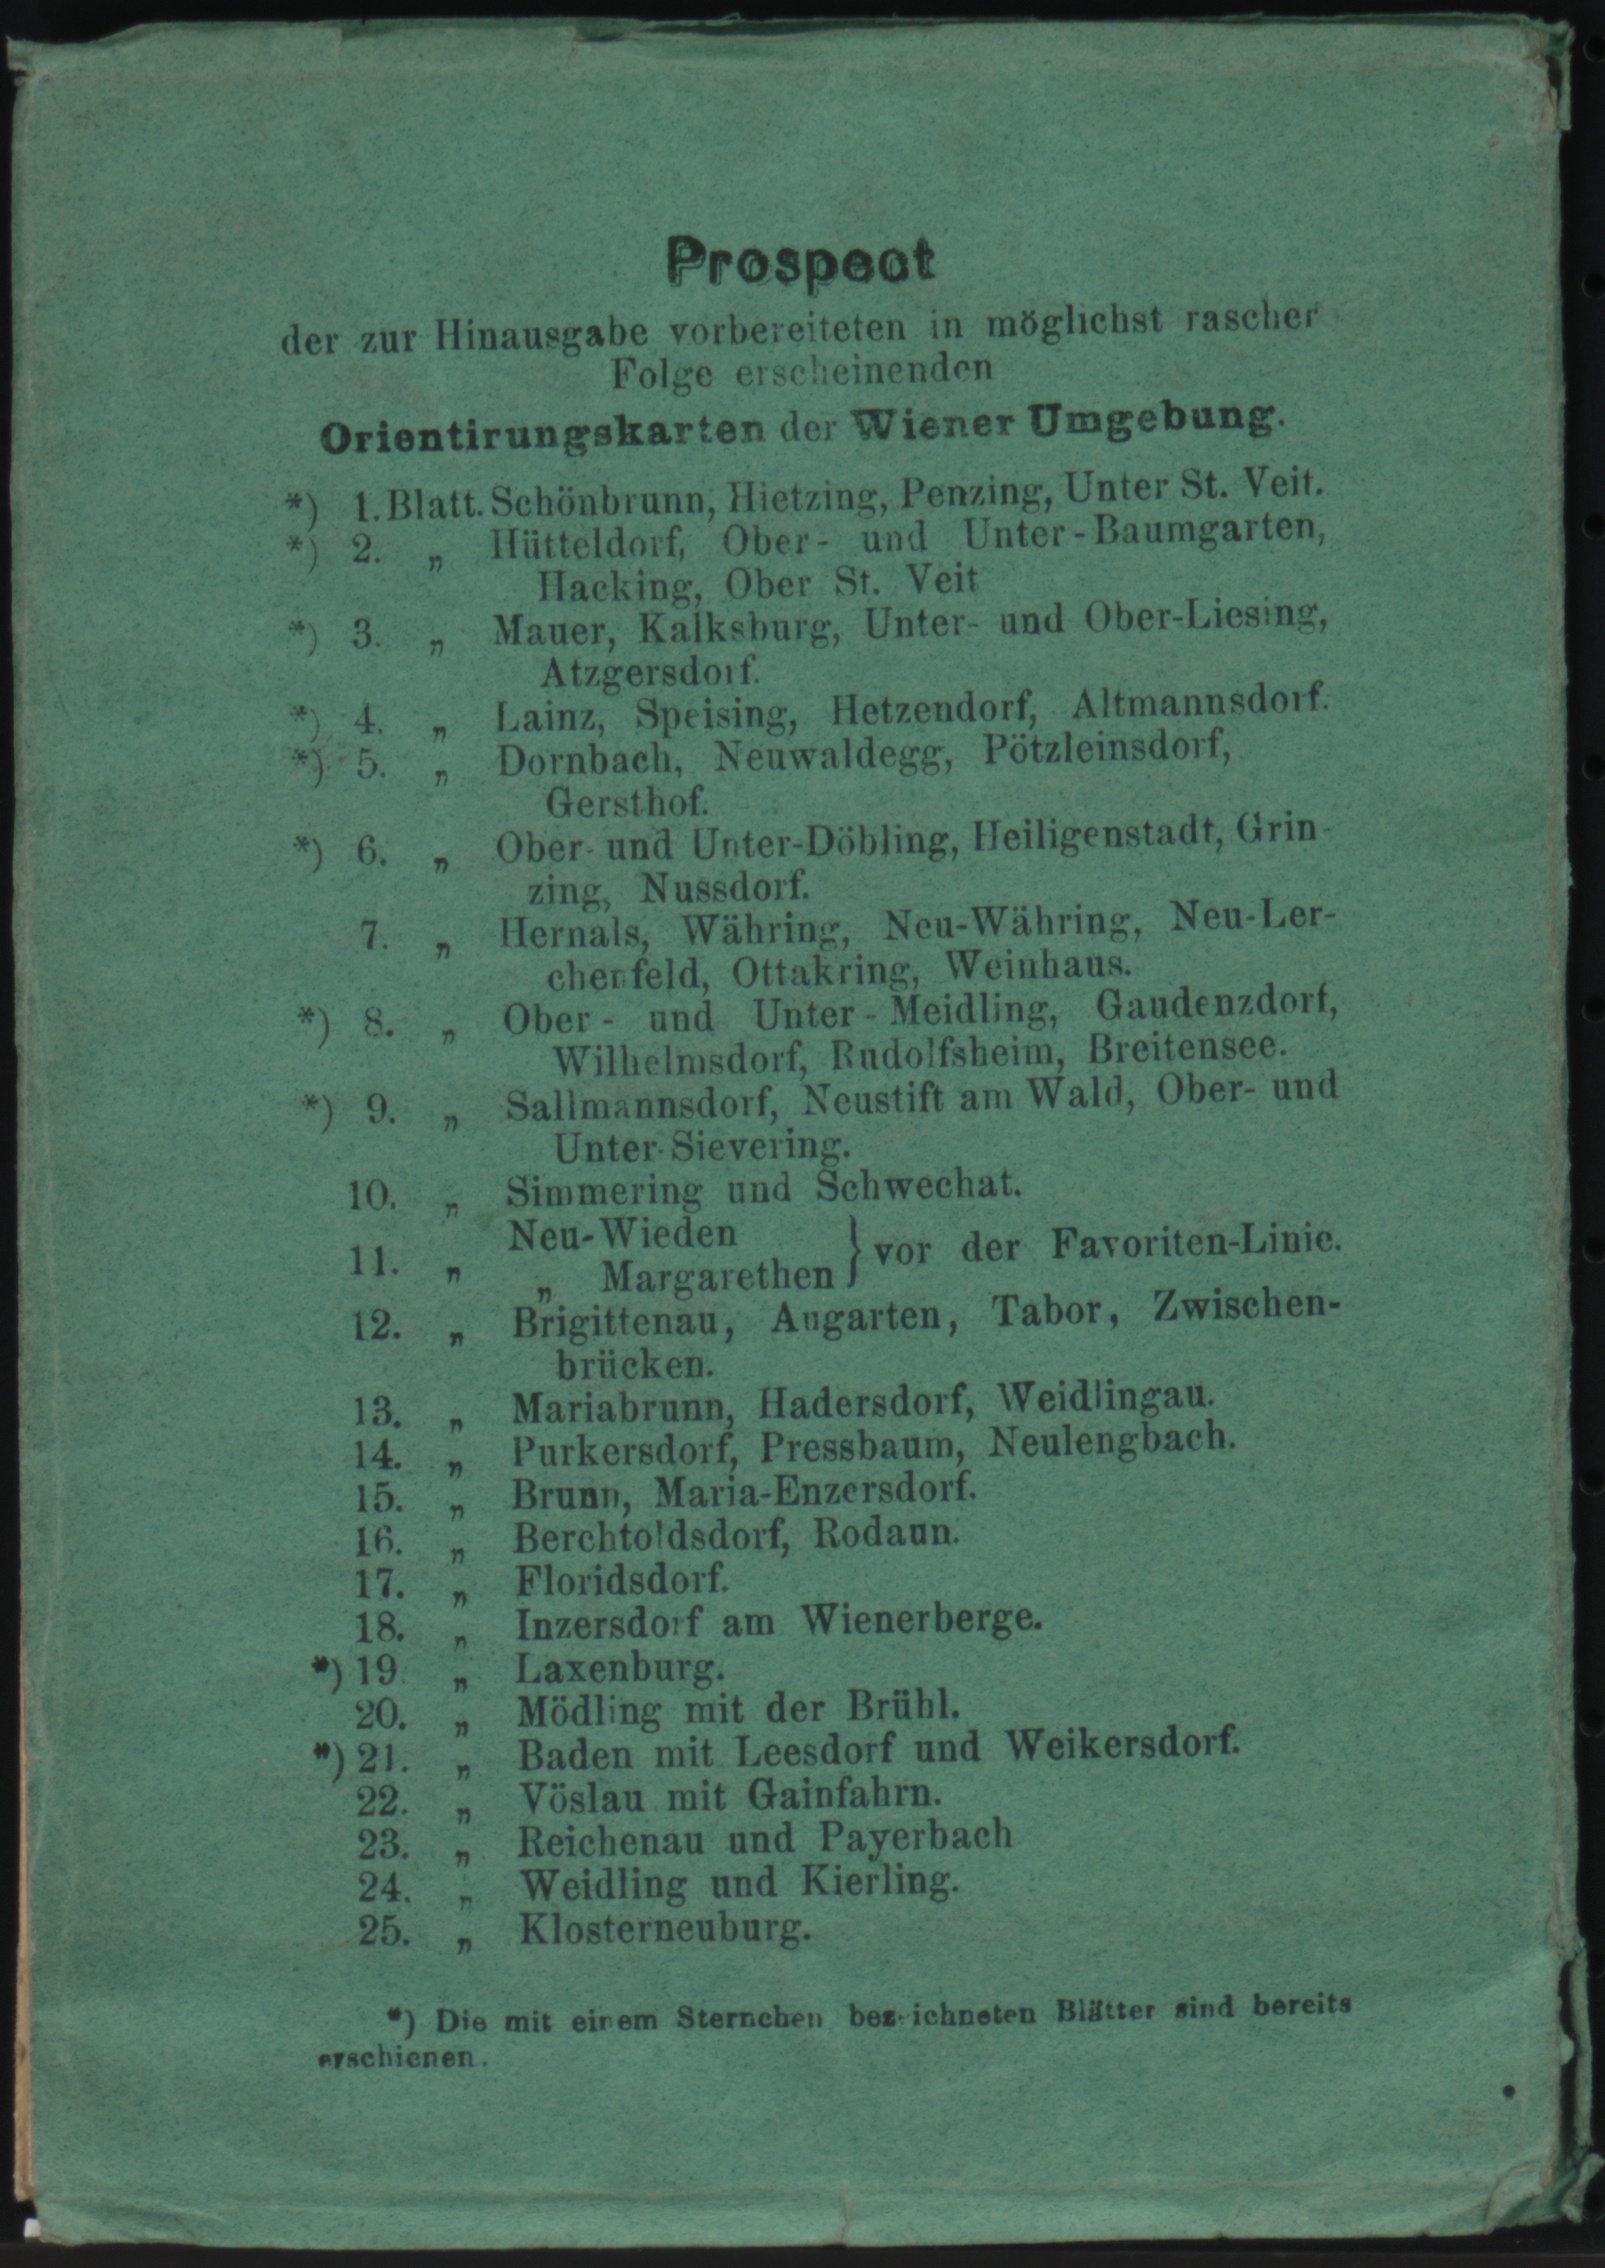 Prospect
der zur Hinausgabe vorbereiteten in möglichst rascher
Folge erscheinenden
Orientirungskarten der Wiener Umgebung.
*) 1. Blatt. Schönbrunn, Hietzing, Penzing, Unter St. Veit.
*) 2. „ Hütteldorf, Ober- und Unter-Baumgarten,
Hacking, Ober St. Veit
*) 3. „ Mauer, Kalksburg, Unter- und Ober-Liesing,
Atzgersdorf.
*) 4. „ Lainz, Speising, Hetzendorf, Altmannsdorf.
*) 5. „ Dornbach, Neuwaldegg, Pötzleinsdorf,
Gersthof.
*) 6. „ Ober- und Unter-Döbling, Heiligenstadt, Grin-
zing, Nussdorf.
7. „ Hernals, Währing, Neu-Währing, Neu-Ler-
chenfeld, Ottakring, Weinhaus.
*) 8. „ Ober- und Unter-Meidling, Gaudenzdorf,
Wilhelmsdorf, Rudolfsheim, Breitensee.
*) 9. „ Sallmannsdorf, Neustift am Wald, Ober- und
Unter-Sievering.
10. „ Simmering und Schwechat.
11. „ Neu-Wieden
„ Margarethen } vor der Favoriten-Linie.
12. „ Brigittenau, Augarten, Tabor, Zwischen-
brücken.
13. „ Mariabrunn, Hadersdorf, Weidlingau.
14. „ Purkersdorf, Pressbaum, Neulengbach.
15. „ Brunn, Maria-Enzersdorf.
16. „ Berchtoldsdorf, Rodaun.
17. „ Floridsdorf.
18. „ Inzersdorf am Wienerberge.
*) 19 „ Laxenburg.
20. „ Mödling mit der Brühl.
*) 21. „ Baden mit Leesdorf und Weikersdorf.
22. „ Vöslau mit Gainfahrn.
23. „ Reichenau und Payerbach
24. „ Weidling und Kierling.
25. „ Klosterneuburg.
*) Die mit einem Sternchen bezeichneten Blätter sind bereits
erschienen.